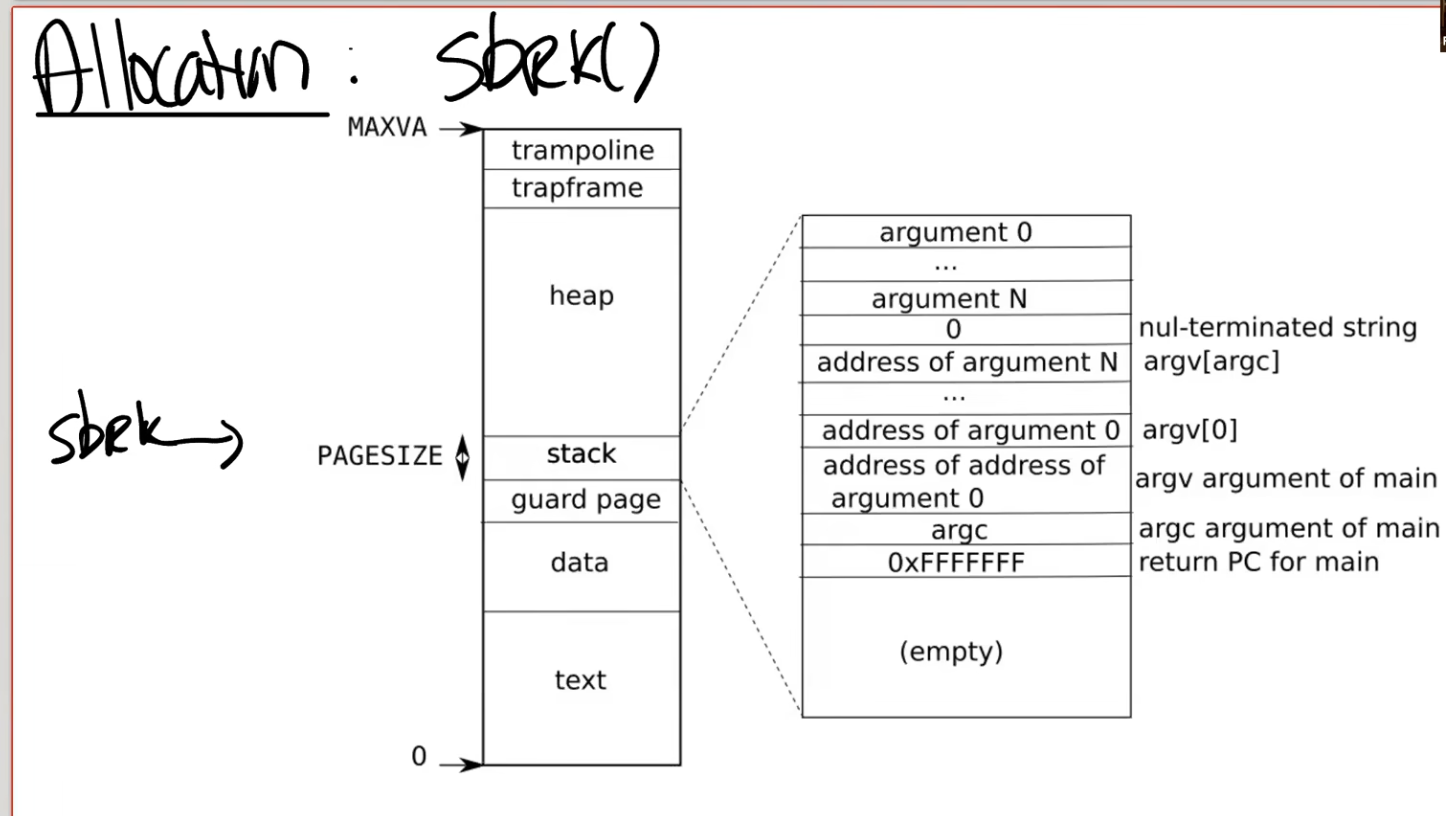 Allocation: sbrk()
MAXVA
trampoline
trapframe
heap
sbrk
PAGESIZE
stack
guard page
data
text
0
argument 0
...
argument N
0 nul-terminated string
address of argument N argv[argc]
...
address of argument 0 argv[0]
address of address of
argument 0 argv argument of main
argc argc argument of main
0xFFFFFFF return PC for main
(empty)